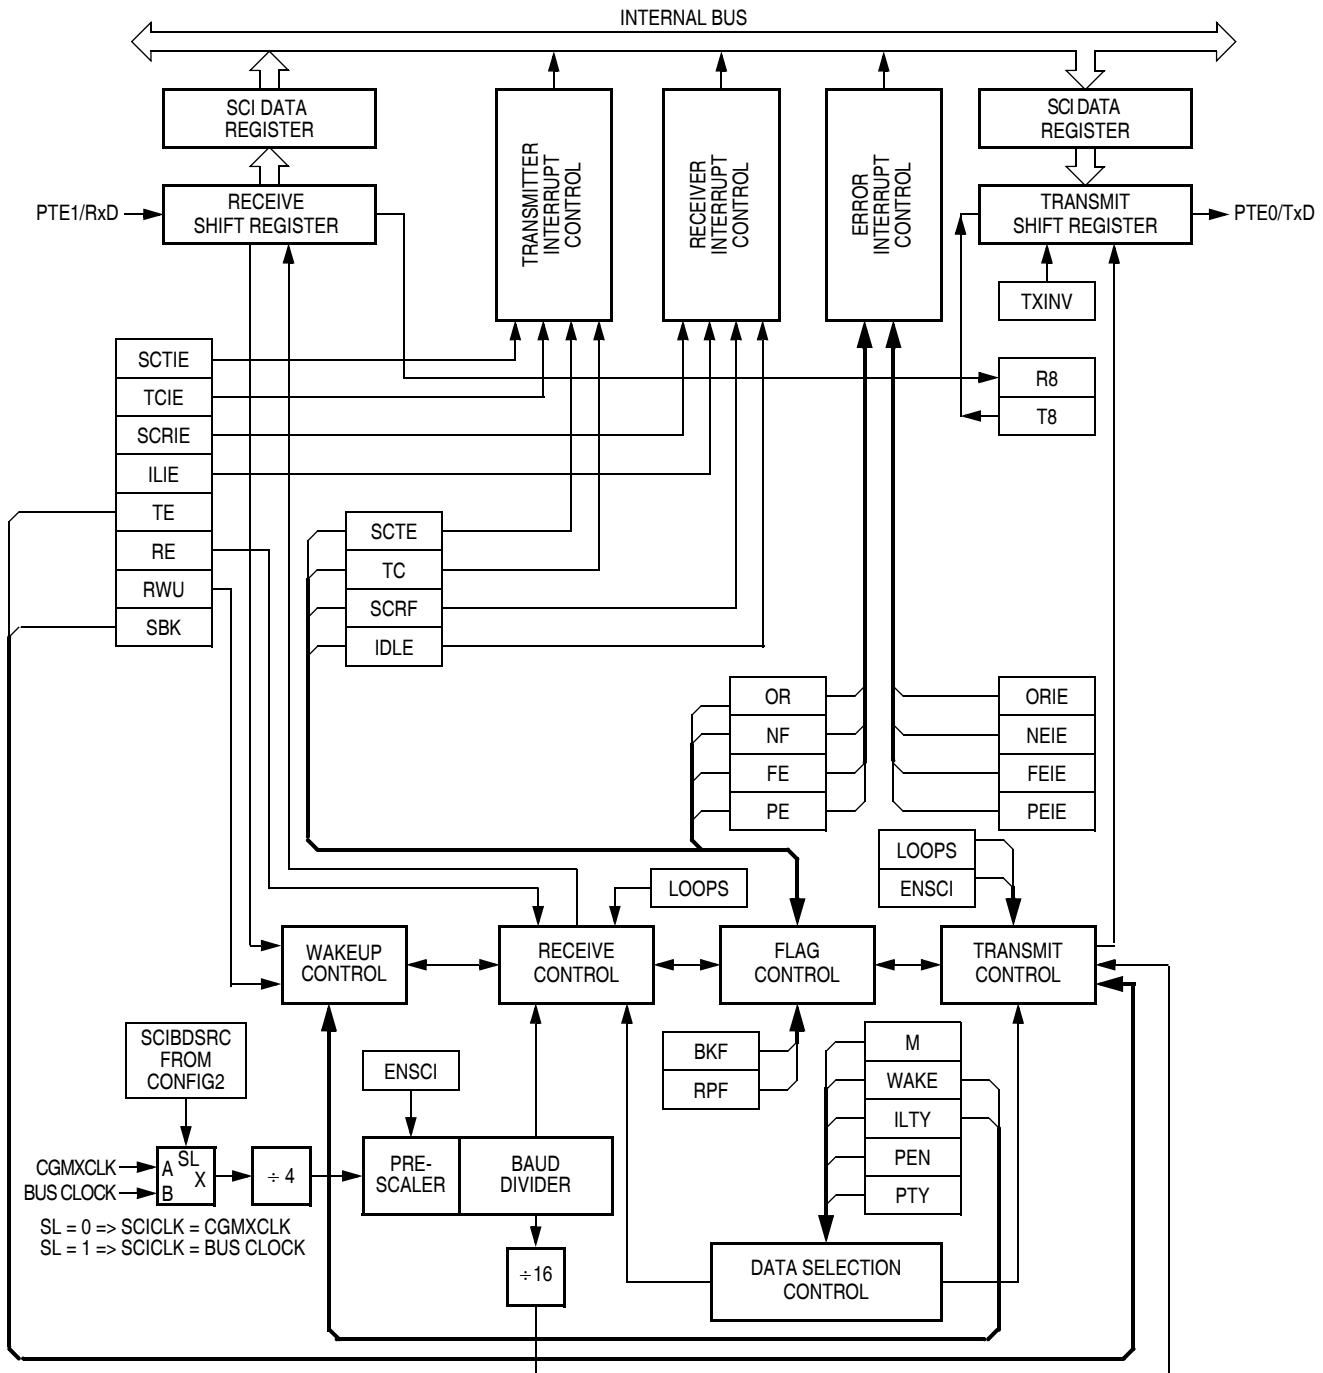 INTERNAL BUS
SCI DATA
REGISTER
SCI DATA
REGISTER
TRANSMITTER
INTERRUPT
CONTROL
RECEIVER
INTERRUPT
CONTROL
ERROR
INTERRUPT
CONTROL
PTE1/RxD
RECEIVE
SHIFT REGISTER
TRANSMIT
SHIFT REGISTER
PTE0/TxD
TXINV
SCTIE
TCIE
SCRIE
ILIE
TE
RE
RWU
SBK
R8
T8
SCTE
TC
SCRF
IDLE
OR
NF
FE
PE
ORIE
NEIE
FEIE
PEIE
LOOPS
ENSCI
LOOPS
WAKEUP
CONTROL
RECEIVE
CONTROL
FLAG
CONTROL
TRANSMIT
CONTROL
SCIBDSRC
FROM
CONFIG2
ENSCI
BKF
RPF
M
WAKE
ILTY
PEN
PTY
CGMXCLK
BUS CLOCK
A
SL
X
B
÷ 4
PRE-
SCALER
BAUD
DIVIDER
SL = 0 => SCICLK = CGMXCLK
SL = 1 => SCICLK = BUS CLOCK
÷16
DATA SELECTION
CONTROL